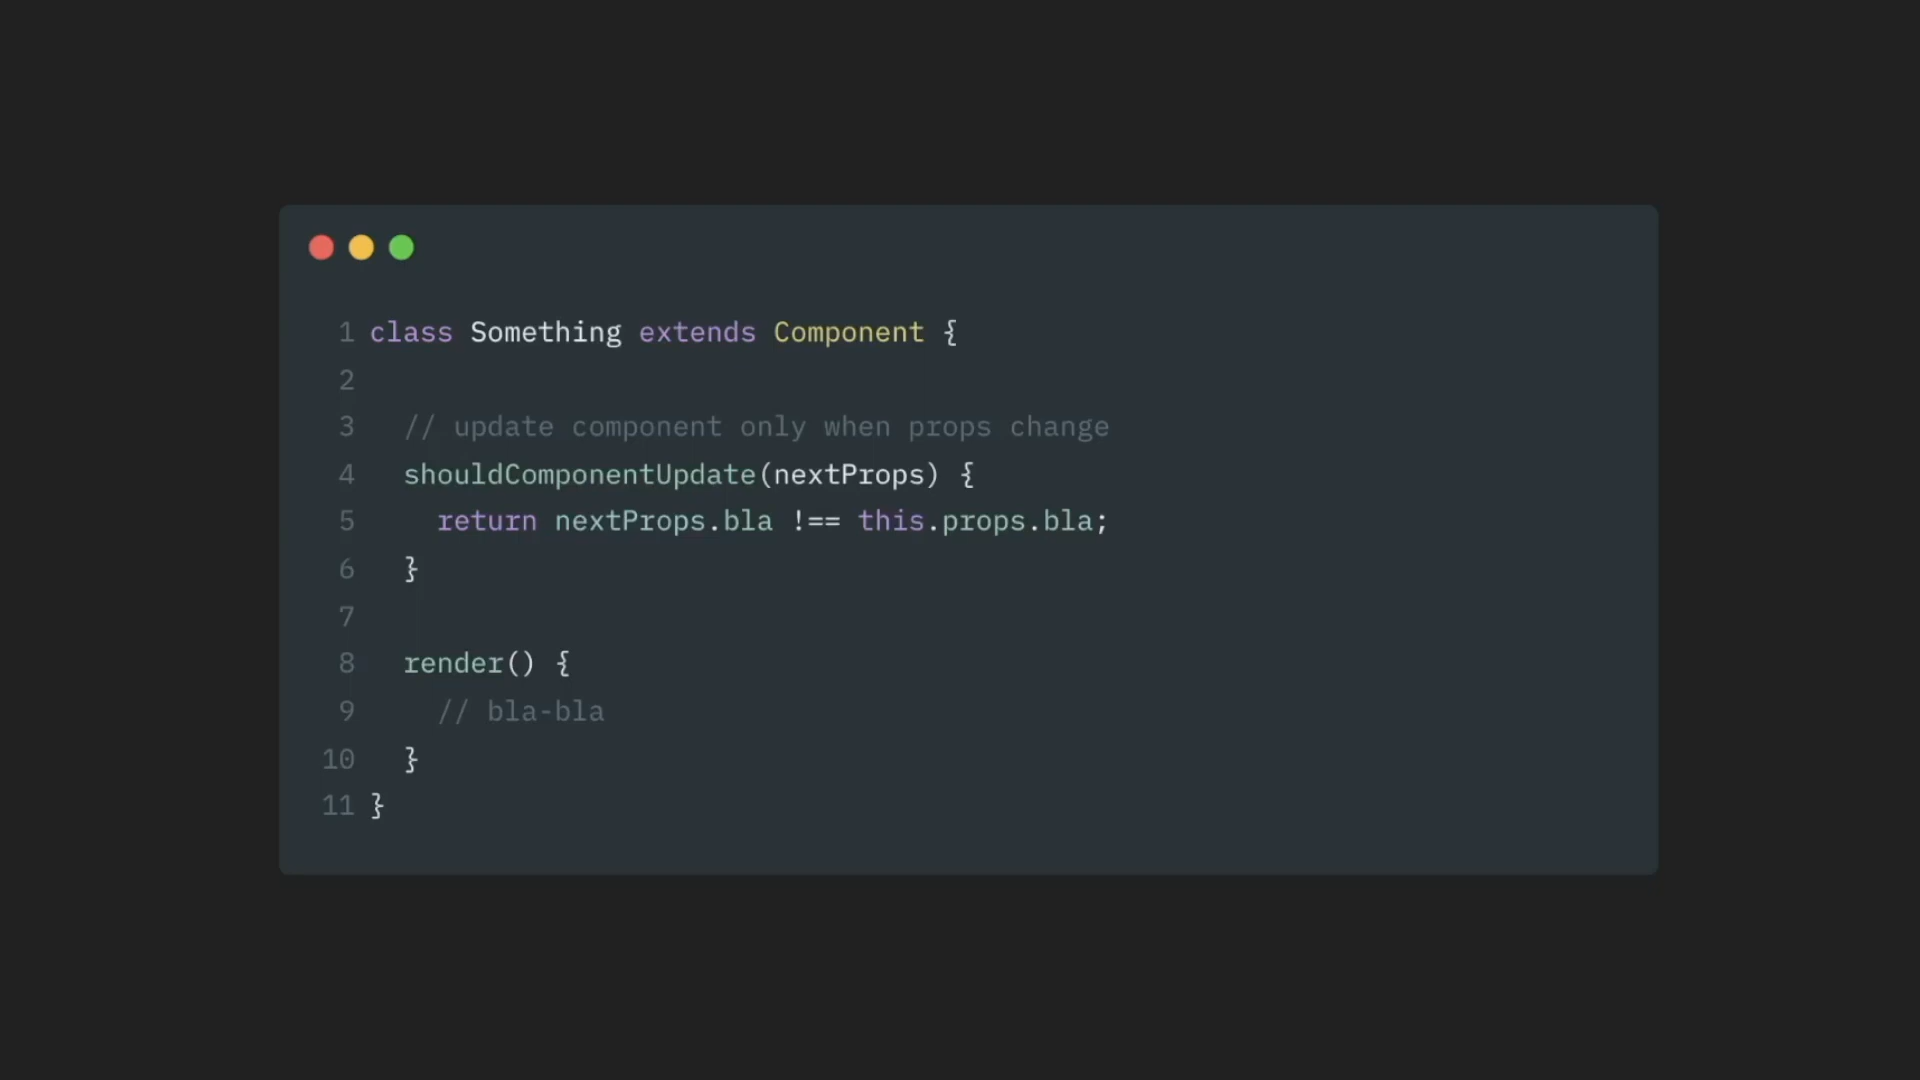 1 class Something extends Component {
2
3   // update component only when props change
4   shouldComponentUpdate(nextProps) {
5     return nextProps.bla !== this.props.bla;
6   }
7
8   render() {
9     // bla-bla
10   }
11 }